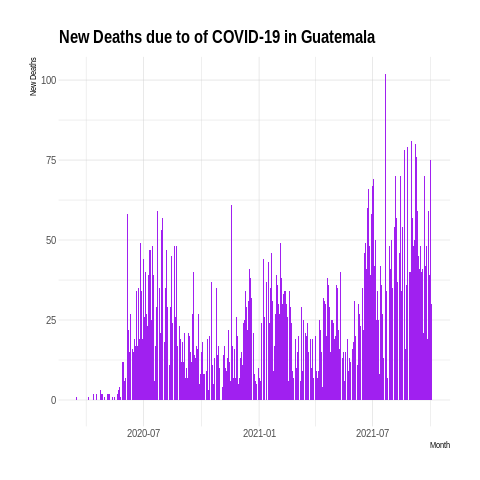 New Deaths due to of COVID-19 in Guatemala
New Deaths
100
75
50
25
0
2020-07
2021-01
2021-07
Month